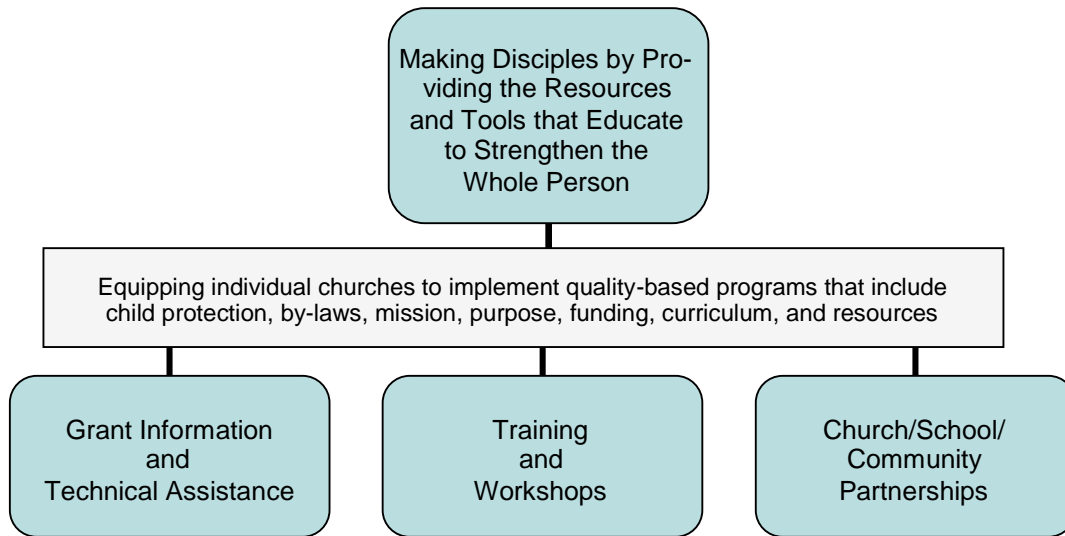 Making Disciples by Pro-
viding the Resources
and Tools that Educate
to Strengthen the
Whole Person
Equipping individual churches to implement quality-based programs that include
child protection, by-laws, mission, purpose, funding, curriculum, and resources
Grant Information
and
Technical Assistance
Training
and
Workshops
Church/School/
Community
Partnerships